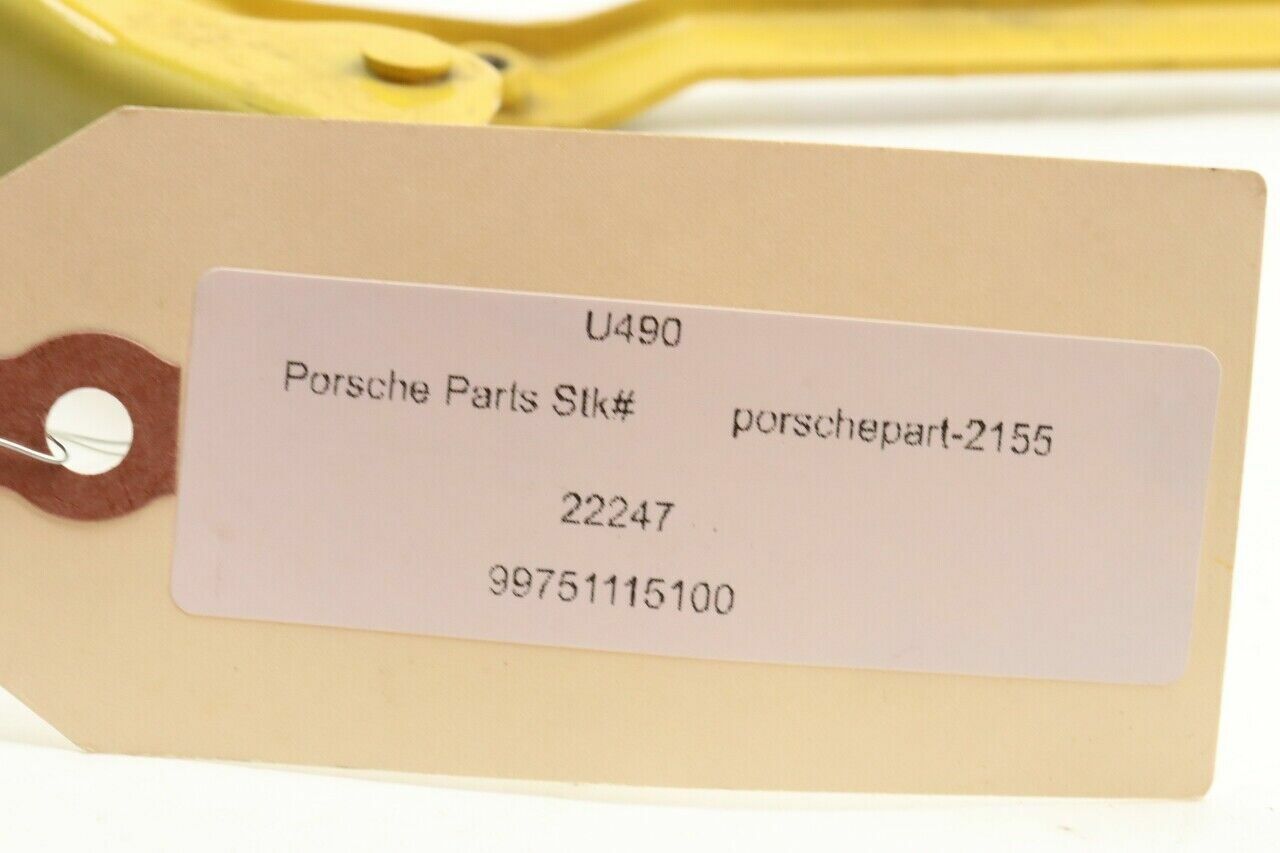 U490
Porsche Parts Stk# porschepart-2155
22247
99751115100